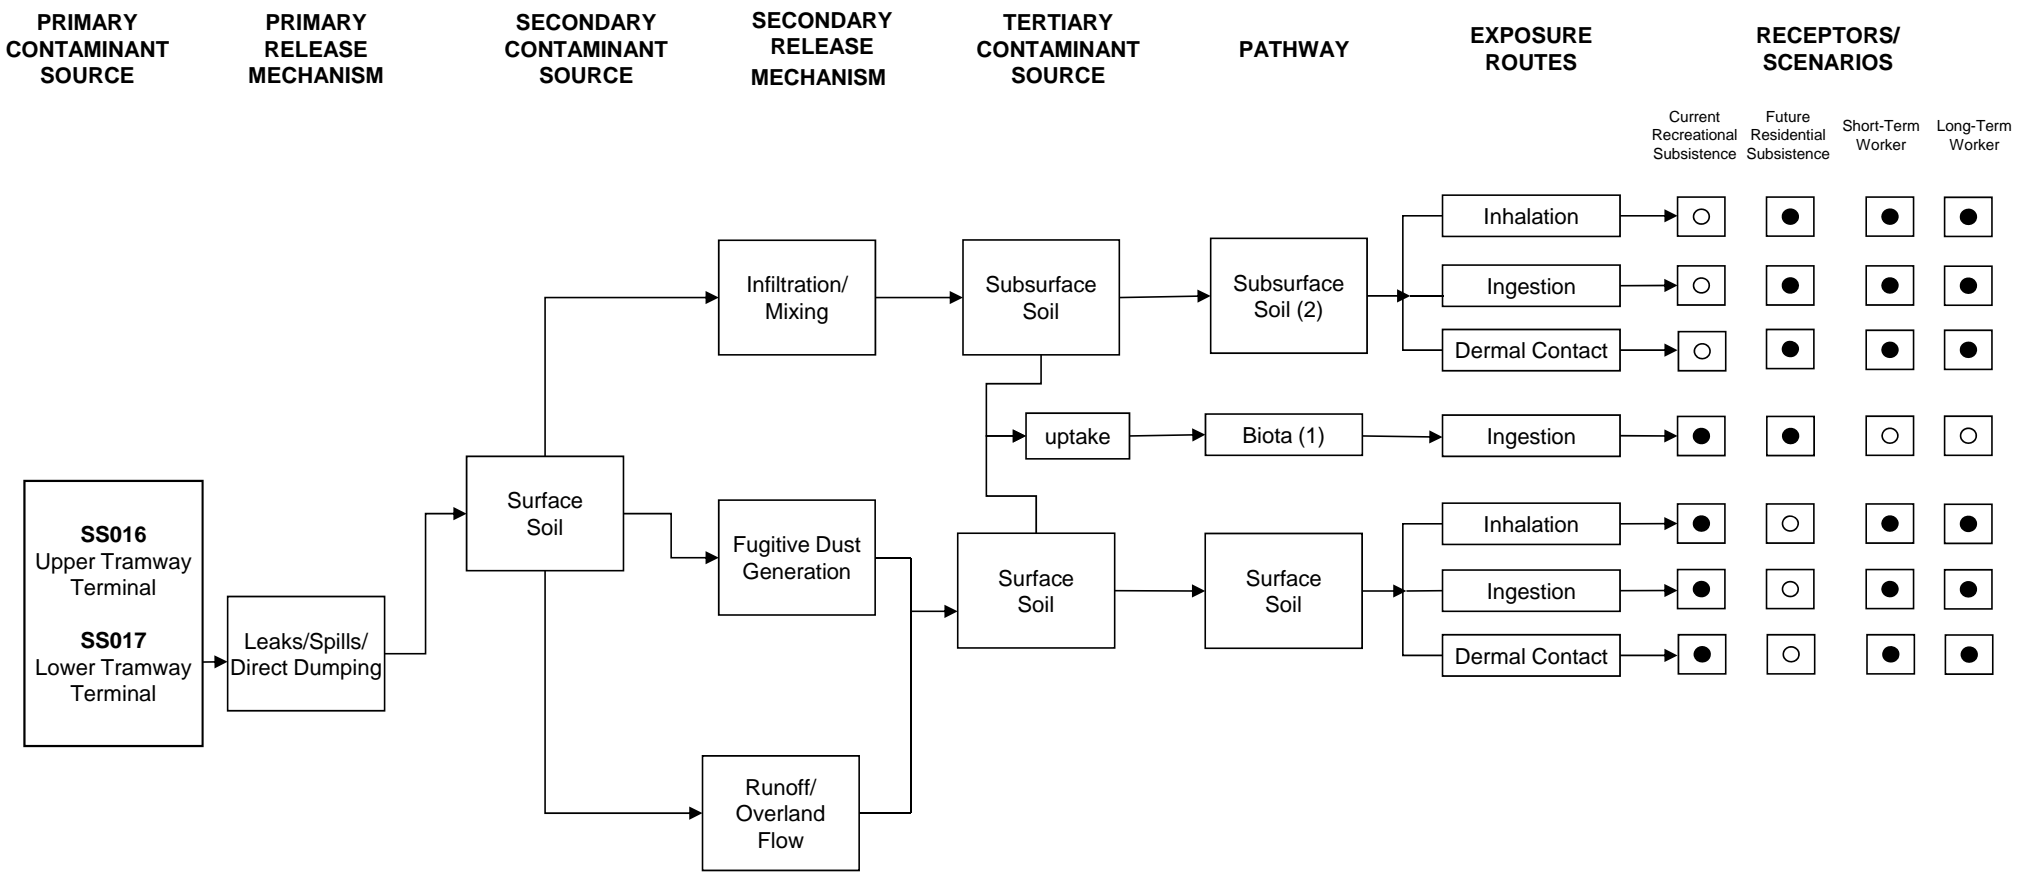 PRIMARY
CONTAMINANT
SOURCE
PRIMARY
RELEASE
MECHANISM
SECONDARY
CONTAMINANT
SOURCE
SECONDARY
RELEASE
MECHANISM
TERTIARY
CONTAMINANT
SOURCE
PATHWAY
EXPOSURE
ROUTES
RECEPTORS/
SCENARIOS
Current
Recreational
Subsistence
Future
Residential
Subsistence
Short-Term
Worker
Long-Term
Worker
SS016
Upper Tramway
Terminal
SS017
Lower Tramway
Terminal
Leaks/Spills/
Direct Dumping
Surface
Soil
Infiltration/
Mixing
Fugitive Dust
Generation
Runoff/
Overland
Flow
Subsurface
Soil
uptake
Surface
Soil
Subsurface
Soil (2)
Biota (1)
Surface
Soil
Inhalation
Ingestion
Dermal Contact
Ingestion
Inhalation
Ingestion
Dermal Contact